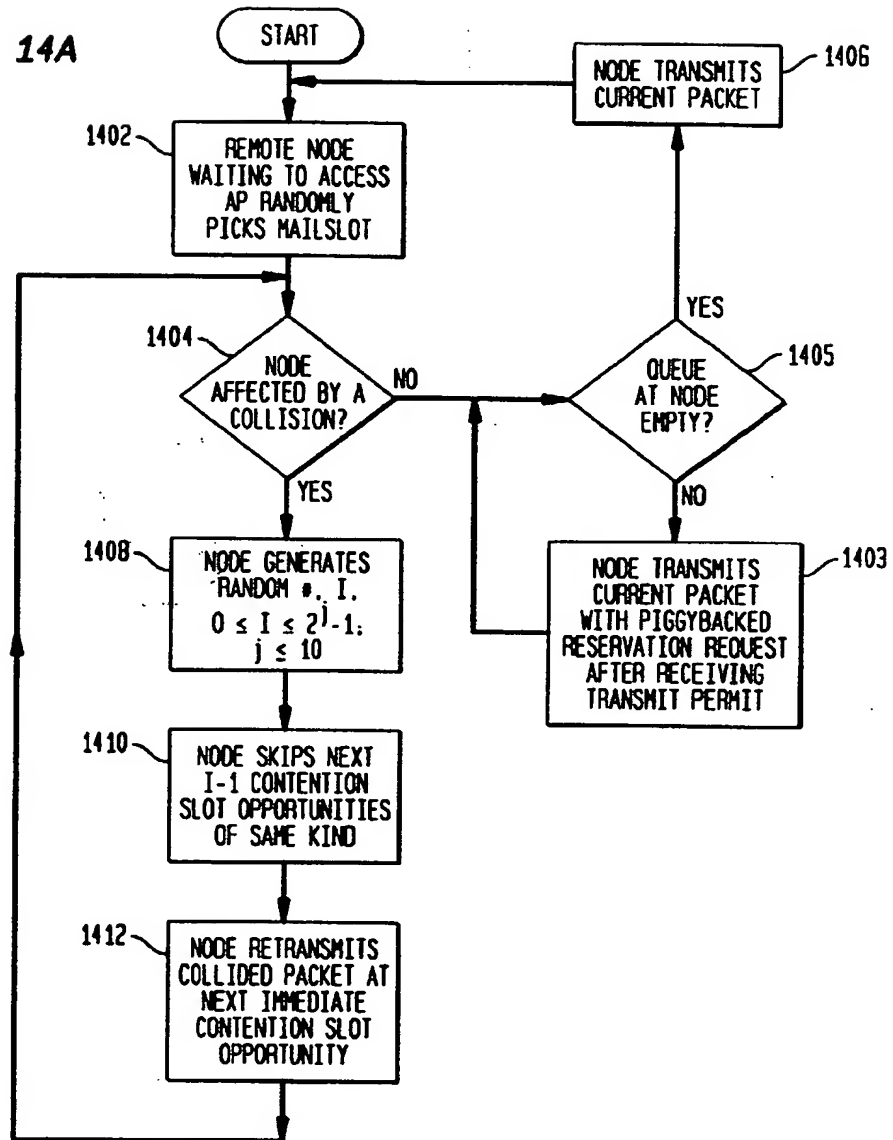 14A
START
1402
REMOTE NODE
WAITING TO ACCESS
AP RANDOMLY
PICKS MAILSLOT
1406
NODE TRANSMITS
CURRENT PACKET
1404
NODE
AFFECTED BY A
COLLISION?
NO
YES
1405
QUEUE
AT NODE
EMPTY?
YES
NO
1403
NODE TRANSMITS
CURRENT PACKET
WITH PIGGYBACKED
RESERVATION REQUEST
AFTER RECEIVING
TRANSMIT PERMIT
1408
NODE GENERATES
RANDOM #, I,
0 ≤ I ≤ 2^j-1;
j ≤ 10
1410
NODE SKIPS NEXT
I-1 CONTENTION
SLOT OPPORTUNITIES
OF SAME KIND
1412
NODE RETRANSMITS
COLLIDED PACKET AT
NEXT IMMEDIATE
CONTENTION SLOT
OPPORTUNITY